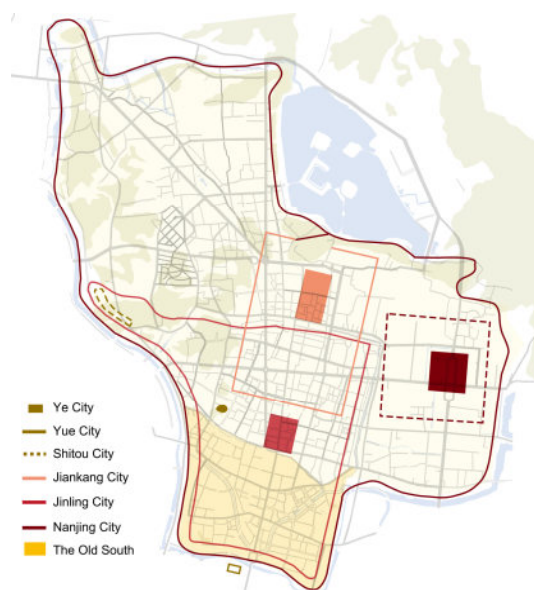 Ye City
Yue City
Shitou City
Jiankang City
Jinling City
Nanjing City
The Old South